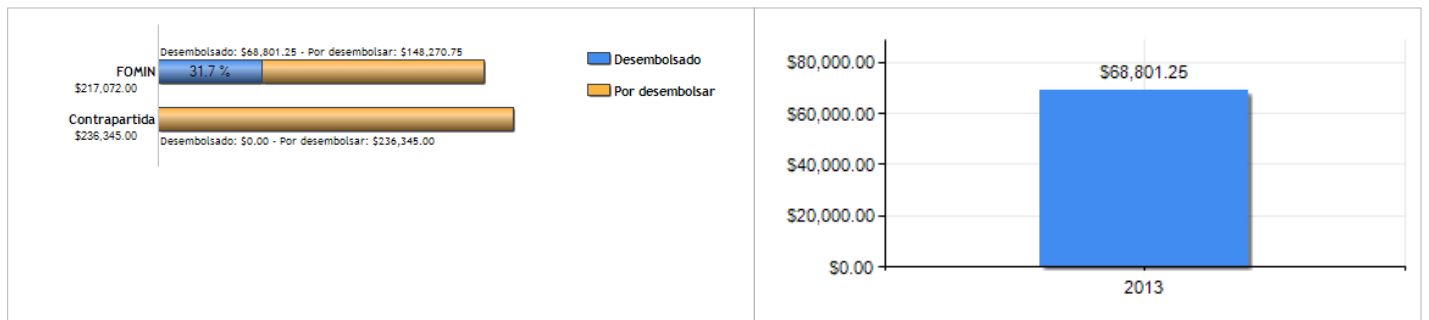 Desembolsado: $68,801.25 - Por desembolsar: $148,270.75
FOMIN
31.7 %
$217,072.00
Contrapartida
$236,345.00
Desembolsado: $0.00 - Por desembolsar: $236,345.00
Desembolsado
Por desembolsar
$80,000.00
$68,801.25
$60,000.00
$40,000.00
$20,000.00
$0.00
2013